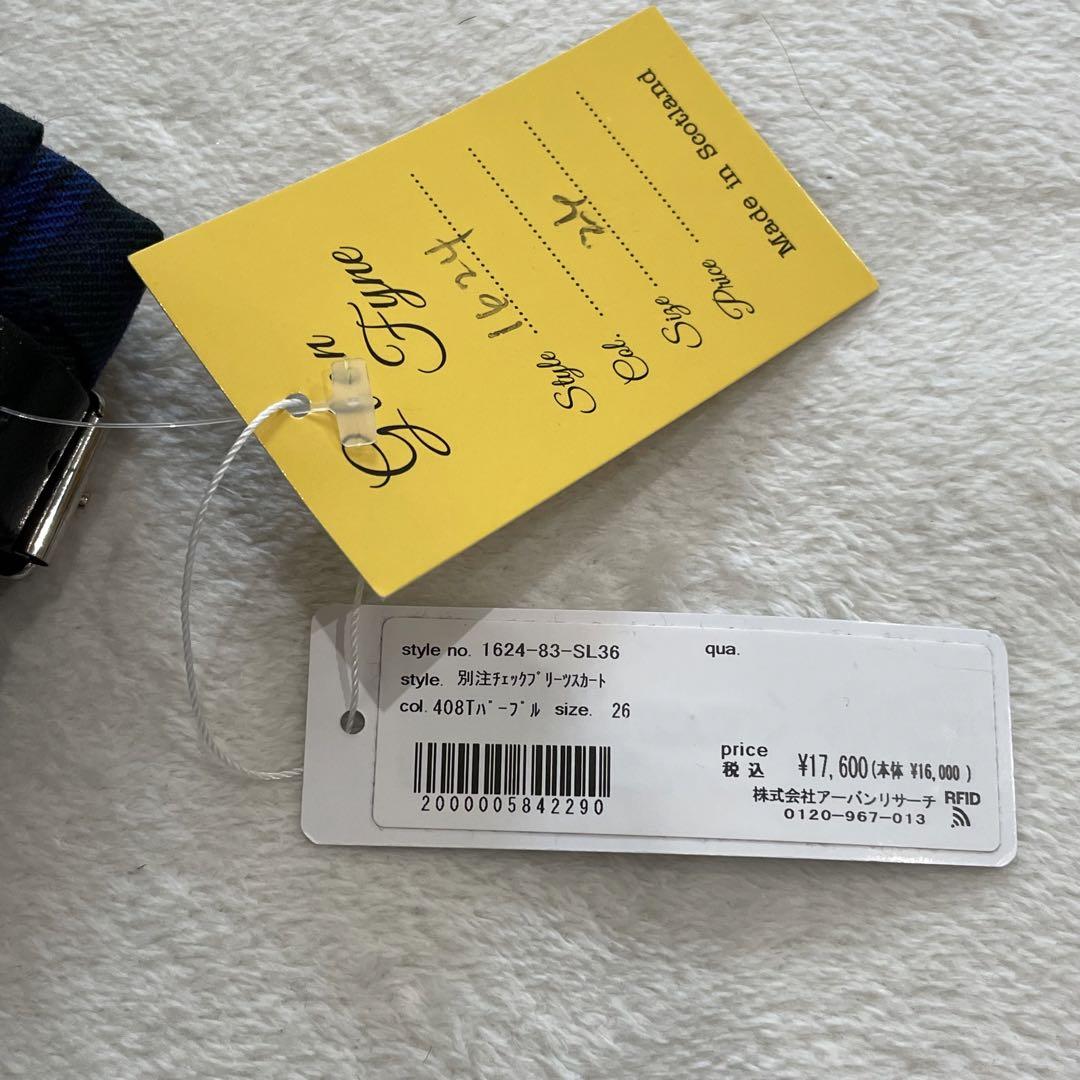 Fyne
Style 1624
Col.
Size 24
Price
Made in Scotland
style no. 1624-83-SL36
qua.
style. 別注ﾁｪｯｸﾌﾟﾘｰﾂｽｶｰﾄ
col. 408Tﾊﾟｰﾌﾟﾙ size. 26
2000005842290
price
税込 ¥17,600(本体 ¥16,000 )
株式会社アーバンリサーチ RFID
0120-967-013